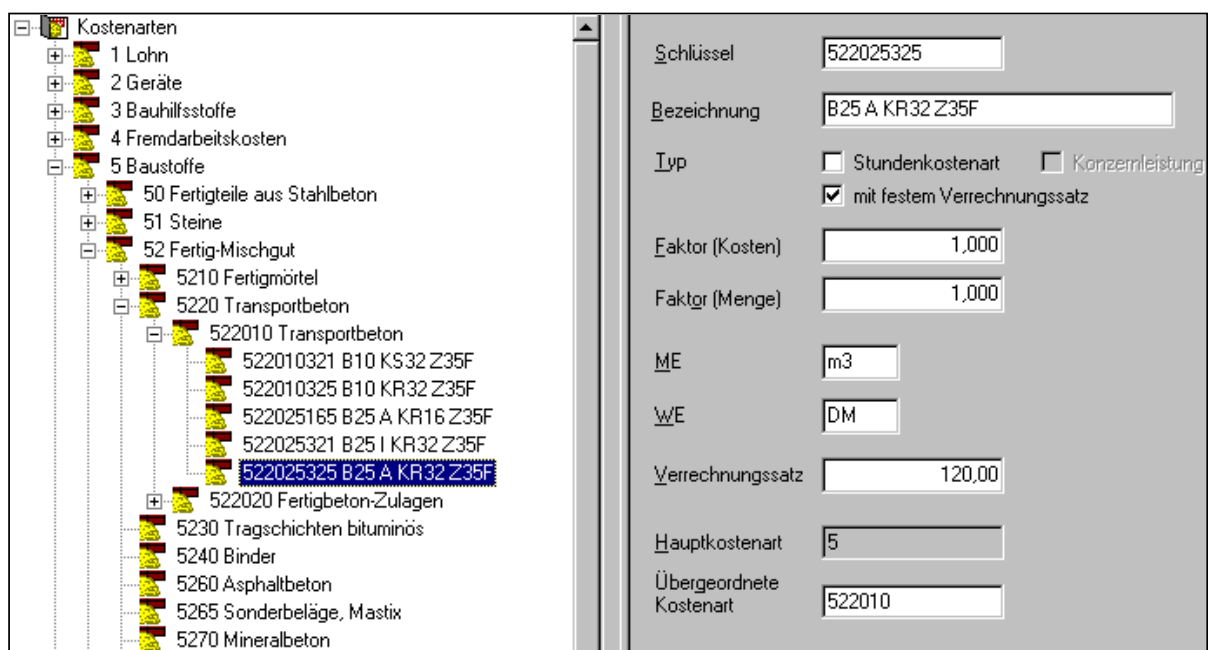 Kostenarten
1 Lohn
2 Geräte
3 Bauhilfsstoffe
4 Fremdarbeitskosten
5 Baustoffe
50 Fertigteile aus Stahlbeton
51 Steine
52 Fertig-Mischgut
5210 Fertigmörtel
5220 Transportbeton
522010 Transportbeton
522010321 B10 KS32 Z35F
522010325 B10 KR32 Z35F
522025165 B25 A KR16 Z35F
522025321 B25 I KR32 Z35F
522025325 B25 A KR32 Z35F
522020 Fertigbeton-Zulagen
5230 Tragschichten bituminös
5240 Binder
5260 Asphaltbeton
5265 Sonderbeläge, Mastix
5270 Mineralbeton
Schlüssel 522025325
Bezeichnung B25 A KR32 Z35F
Typ Stundenkostenart Konzernleistung
mit festem Verrechnungssatz
Faktor (Kosten) 1,000
Faktor (Menge) 1,000
ME m3
WE DM
Verrechnungssatz 120,00
Hauptkostenart 5
Übergeordnete
Kostenart 522010